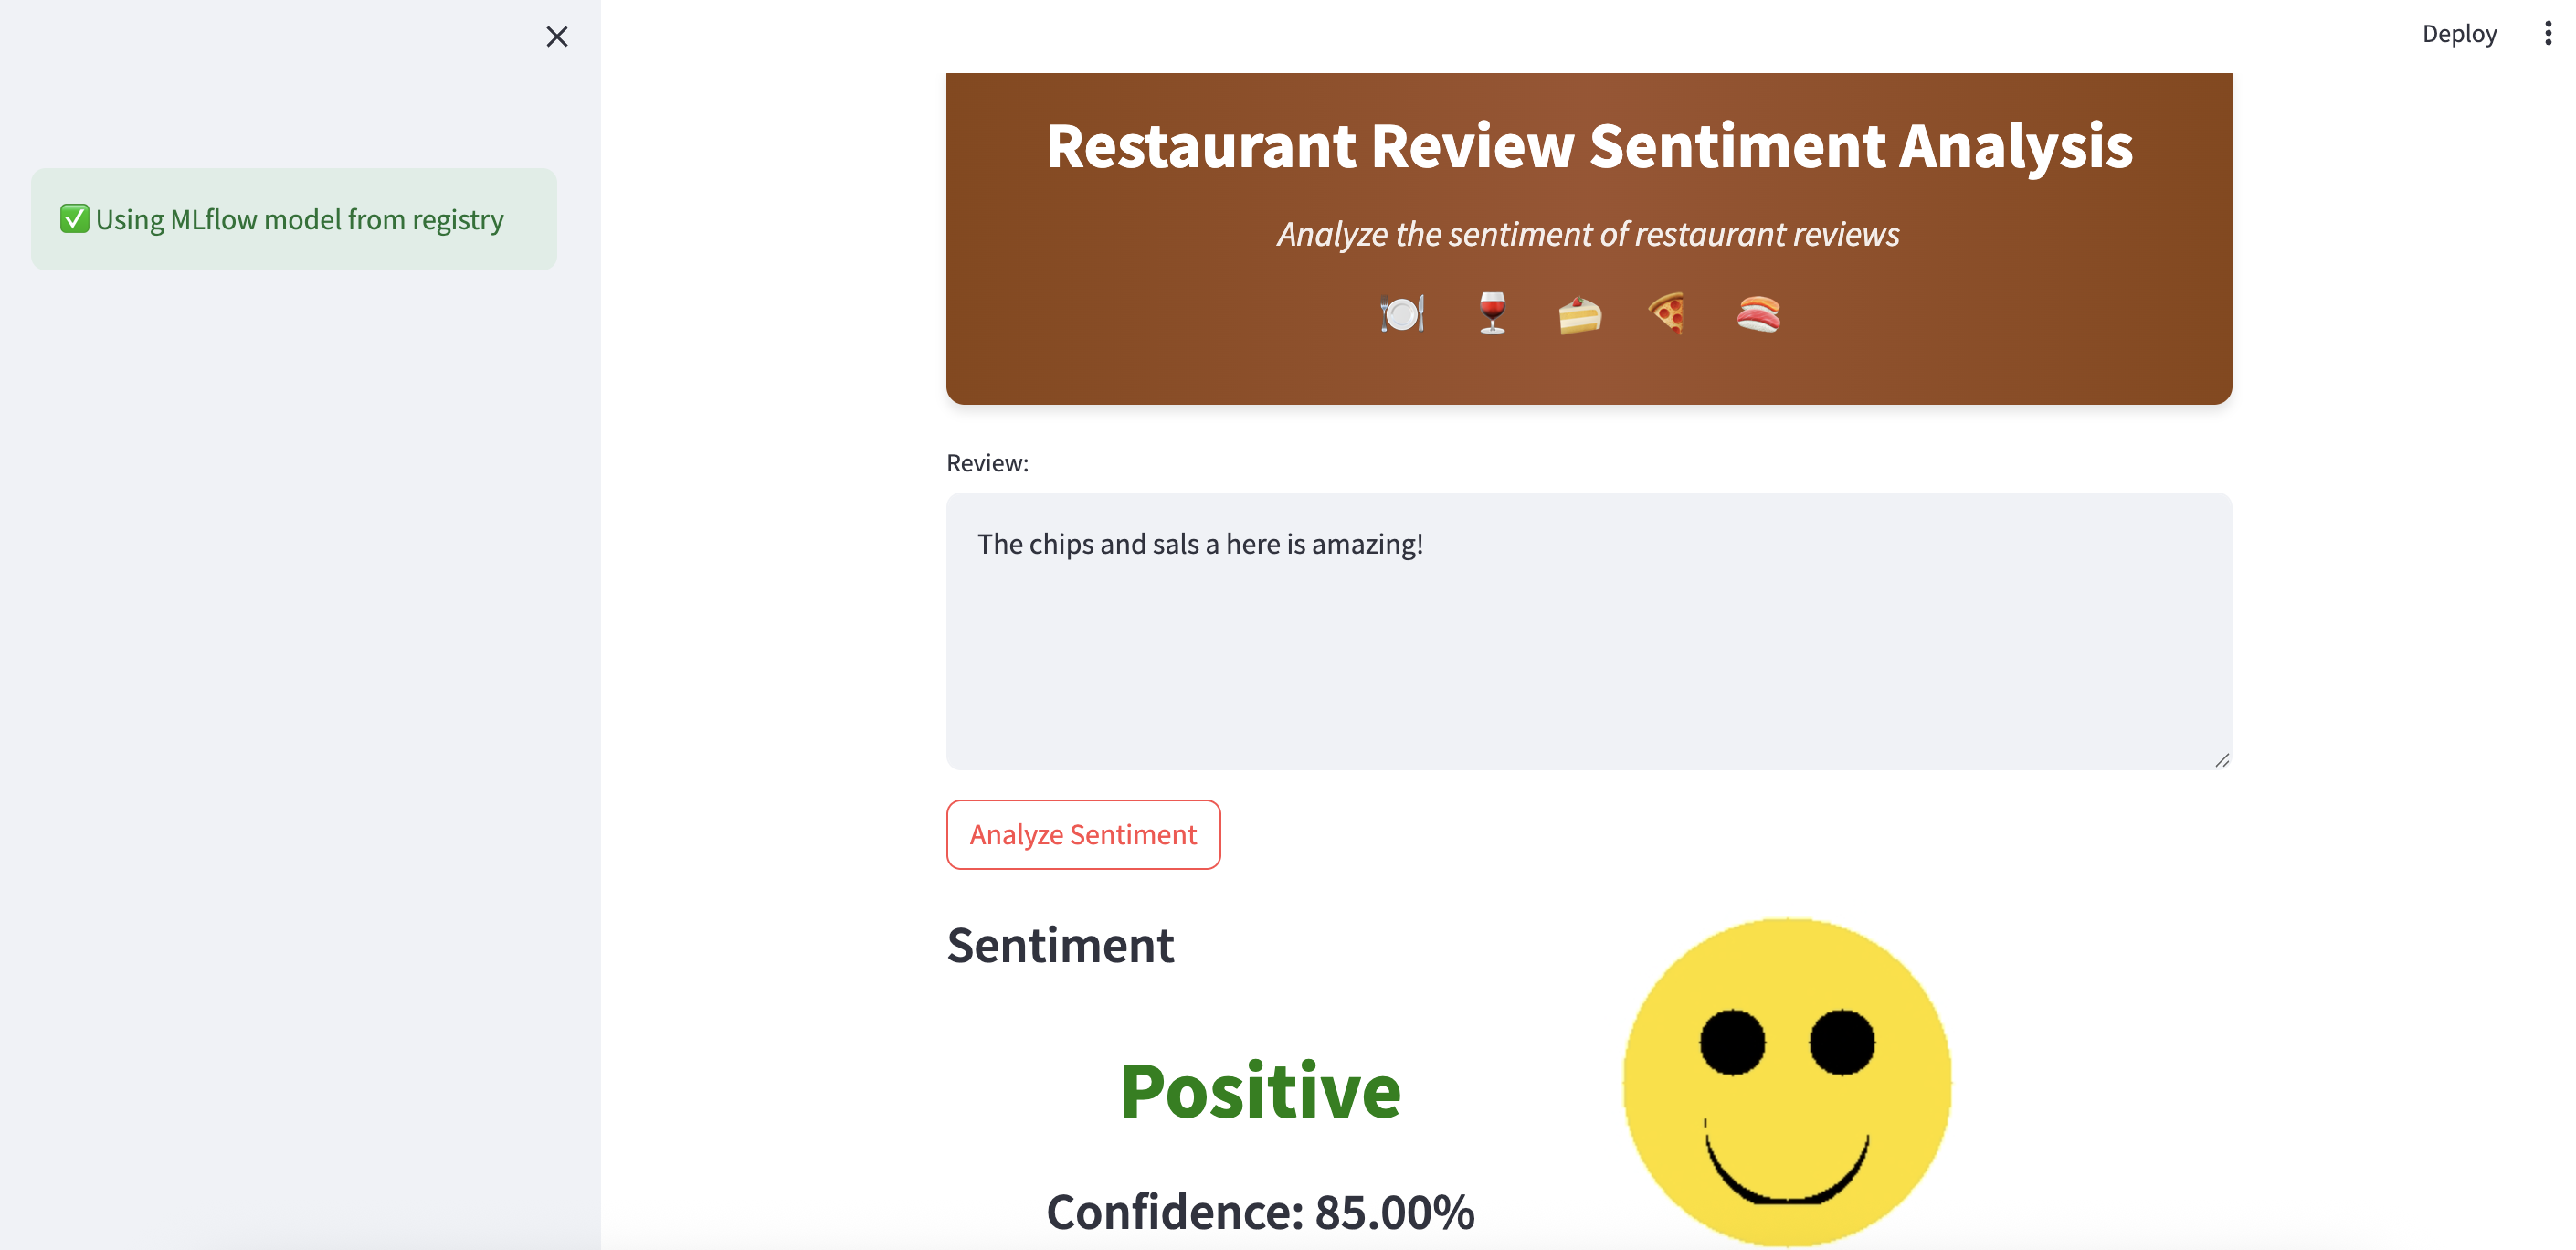 Deploy
✅ Using MLflow model from registry
Restaurant Review Sentiment Analysis
Analyze the sentiment of restaurant reviews
Review:
The chips and sals a here is amazing!
Analyze Sentiment
Sentiment
Positive
Confidence: 85.00%